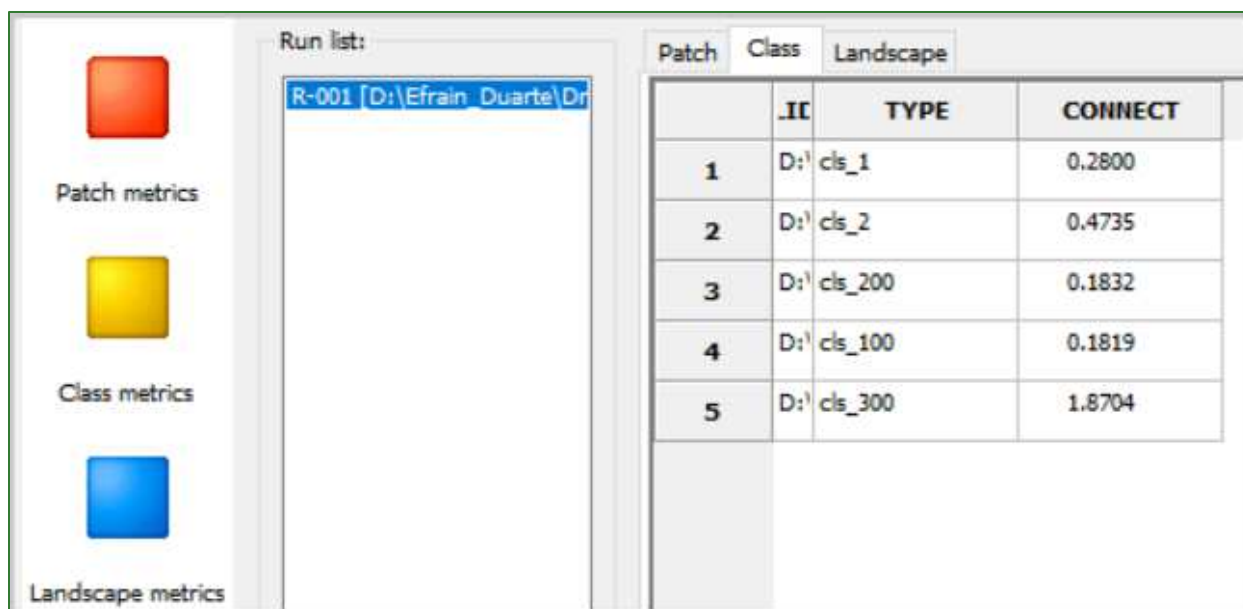 Patch metrics
Class metrics
Landscape metrics
Run list:
R-001 [D:\Efrain_Duarte\Dr
Patch Class Landscape
.ID TYPE CONNECT
1 D:\ cls_1 0.2800
2 D:\ cls_2 0.4735
3 D:\ cls_200 0.1832
4 D:\ cls_100 0.1819
5 D:\ cls_300 1.8704